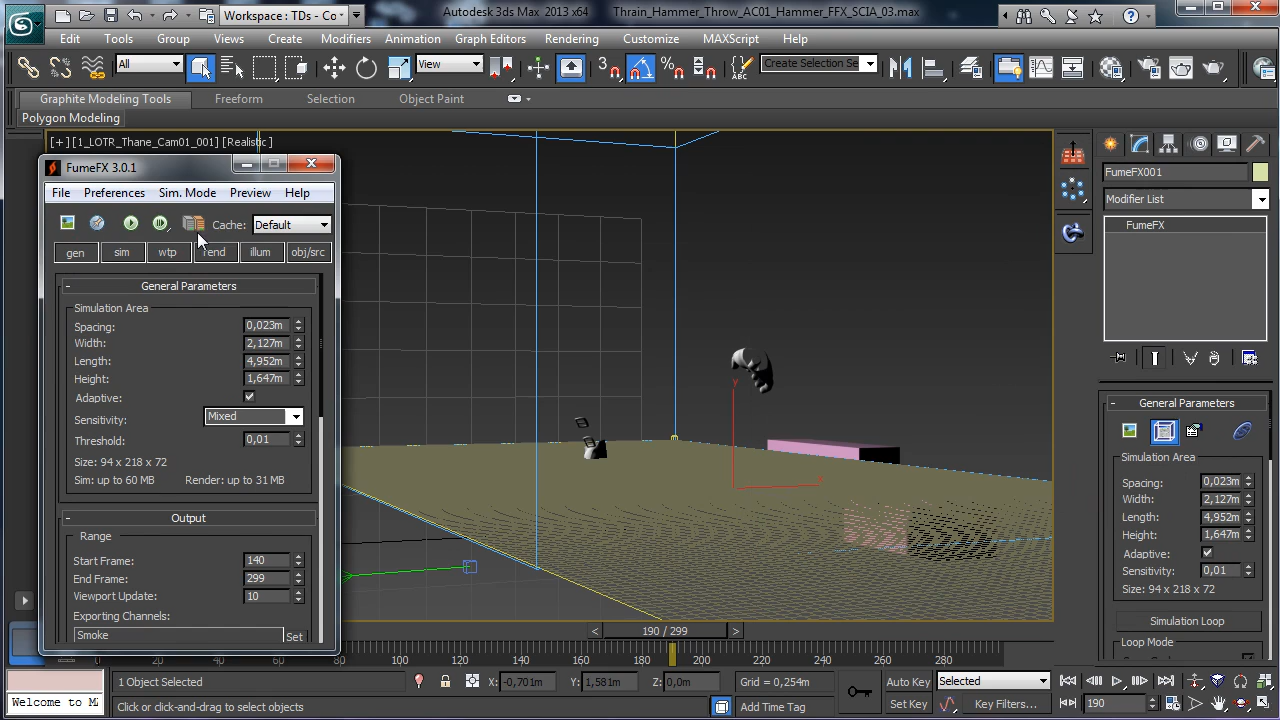 Workspace : TDs - Co
Autodesk 3ds Max 2013 x64
Thrain_Hammer_Throw_AC01_Hammer_FFX_SCIA_03.max
Edit Tools Group Views Create Modifiers Animation Graph Editors Rendering Customize MAXScript Help
All
View
3
Create Selection Se
Graphite Modeling Tools Freeform Selection Object Paint
Polygon Modeling
[+] [1_LOTR_Thane_Cam01_001] [Realistic]
FumeFX 3.0.1
File Preferences Sim. Mode Preview Help
Cache: Default
gen sim wtp rend illum obj/src
- General Parameters
Simulation Area
Spacing: 0,023m
Width: 2,127m
Length: 4,952m
Height: 1,647m
Adaptive:
Sensitivity: Mixed
Threshold: 0,01
Size: 94 x 218 x 72
Sim: up to 60 MB Render: up to 31 MB
- Output
Range
Start Frame: 140
End Frame: 299
Viewport Update: 10
Exporting Channels:
Smoke Set
y
x
FumeFX001
Modifier List
FumeFX
- General Parameters
Simulation Area
Spacing: 0,023m
Width: 2,127m
Length: 4,952m
Height: 1,647m
Adaptive:
Sensitivity: 0,01
Size: 94 x 218 x 72
Simulation Loop
Loop Mode
< 190 / 299 >
0 20 40 60 80 100 120 140 160 180 200 220 240 260 280
Welcome to MA
1 Object Selected
X: -0,701m Y: 1,581m Z: 0,0m Grid = 0,254m
Auto Key Selected
Click or click-and-drag to select objects
Add Time Tag
Set Key Key Filters...
190